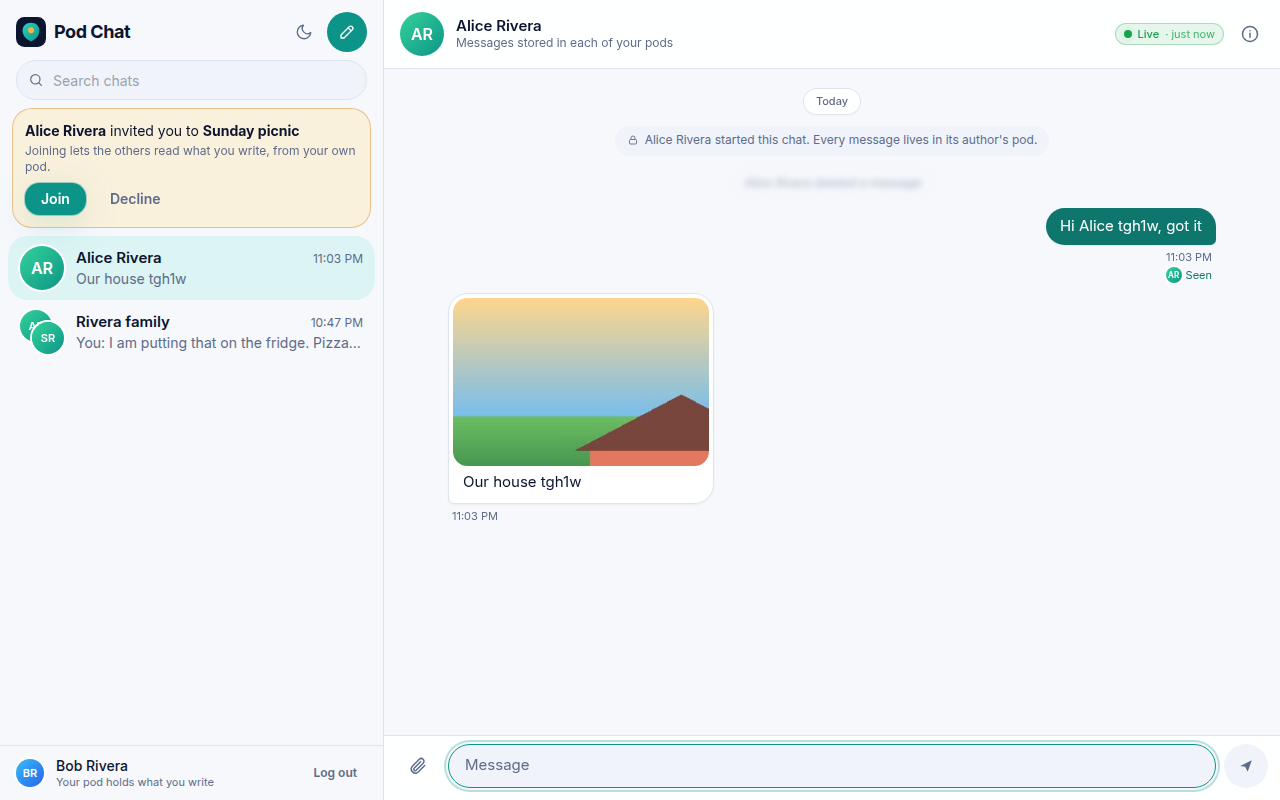 Pod Chat
Search chats
Alice Rivera invited you to Sunday picnic
Joining lets the others read what you write, from your own
pod.
Join
Decline
AR
Alice Rivera
11:03 PM
Our house tgh1w
SR
Rivera family
10:47 PM
You: I am putting that on the fridge. Pizza...
BR
Bob Rivera
Your pod holds what you write
Log out
AR
Alice Rivera
Messages stored in each of your pods
Live · just now
Today
Alice Rivera started this chat. Every message lives in its author's pod.
Alice Rivera deleted a message
Hi Alice tgh1w, got it
11:03 PM
AR Seen
Our house tgh1w
11:03 PM
Message